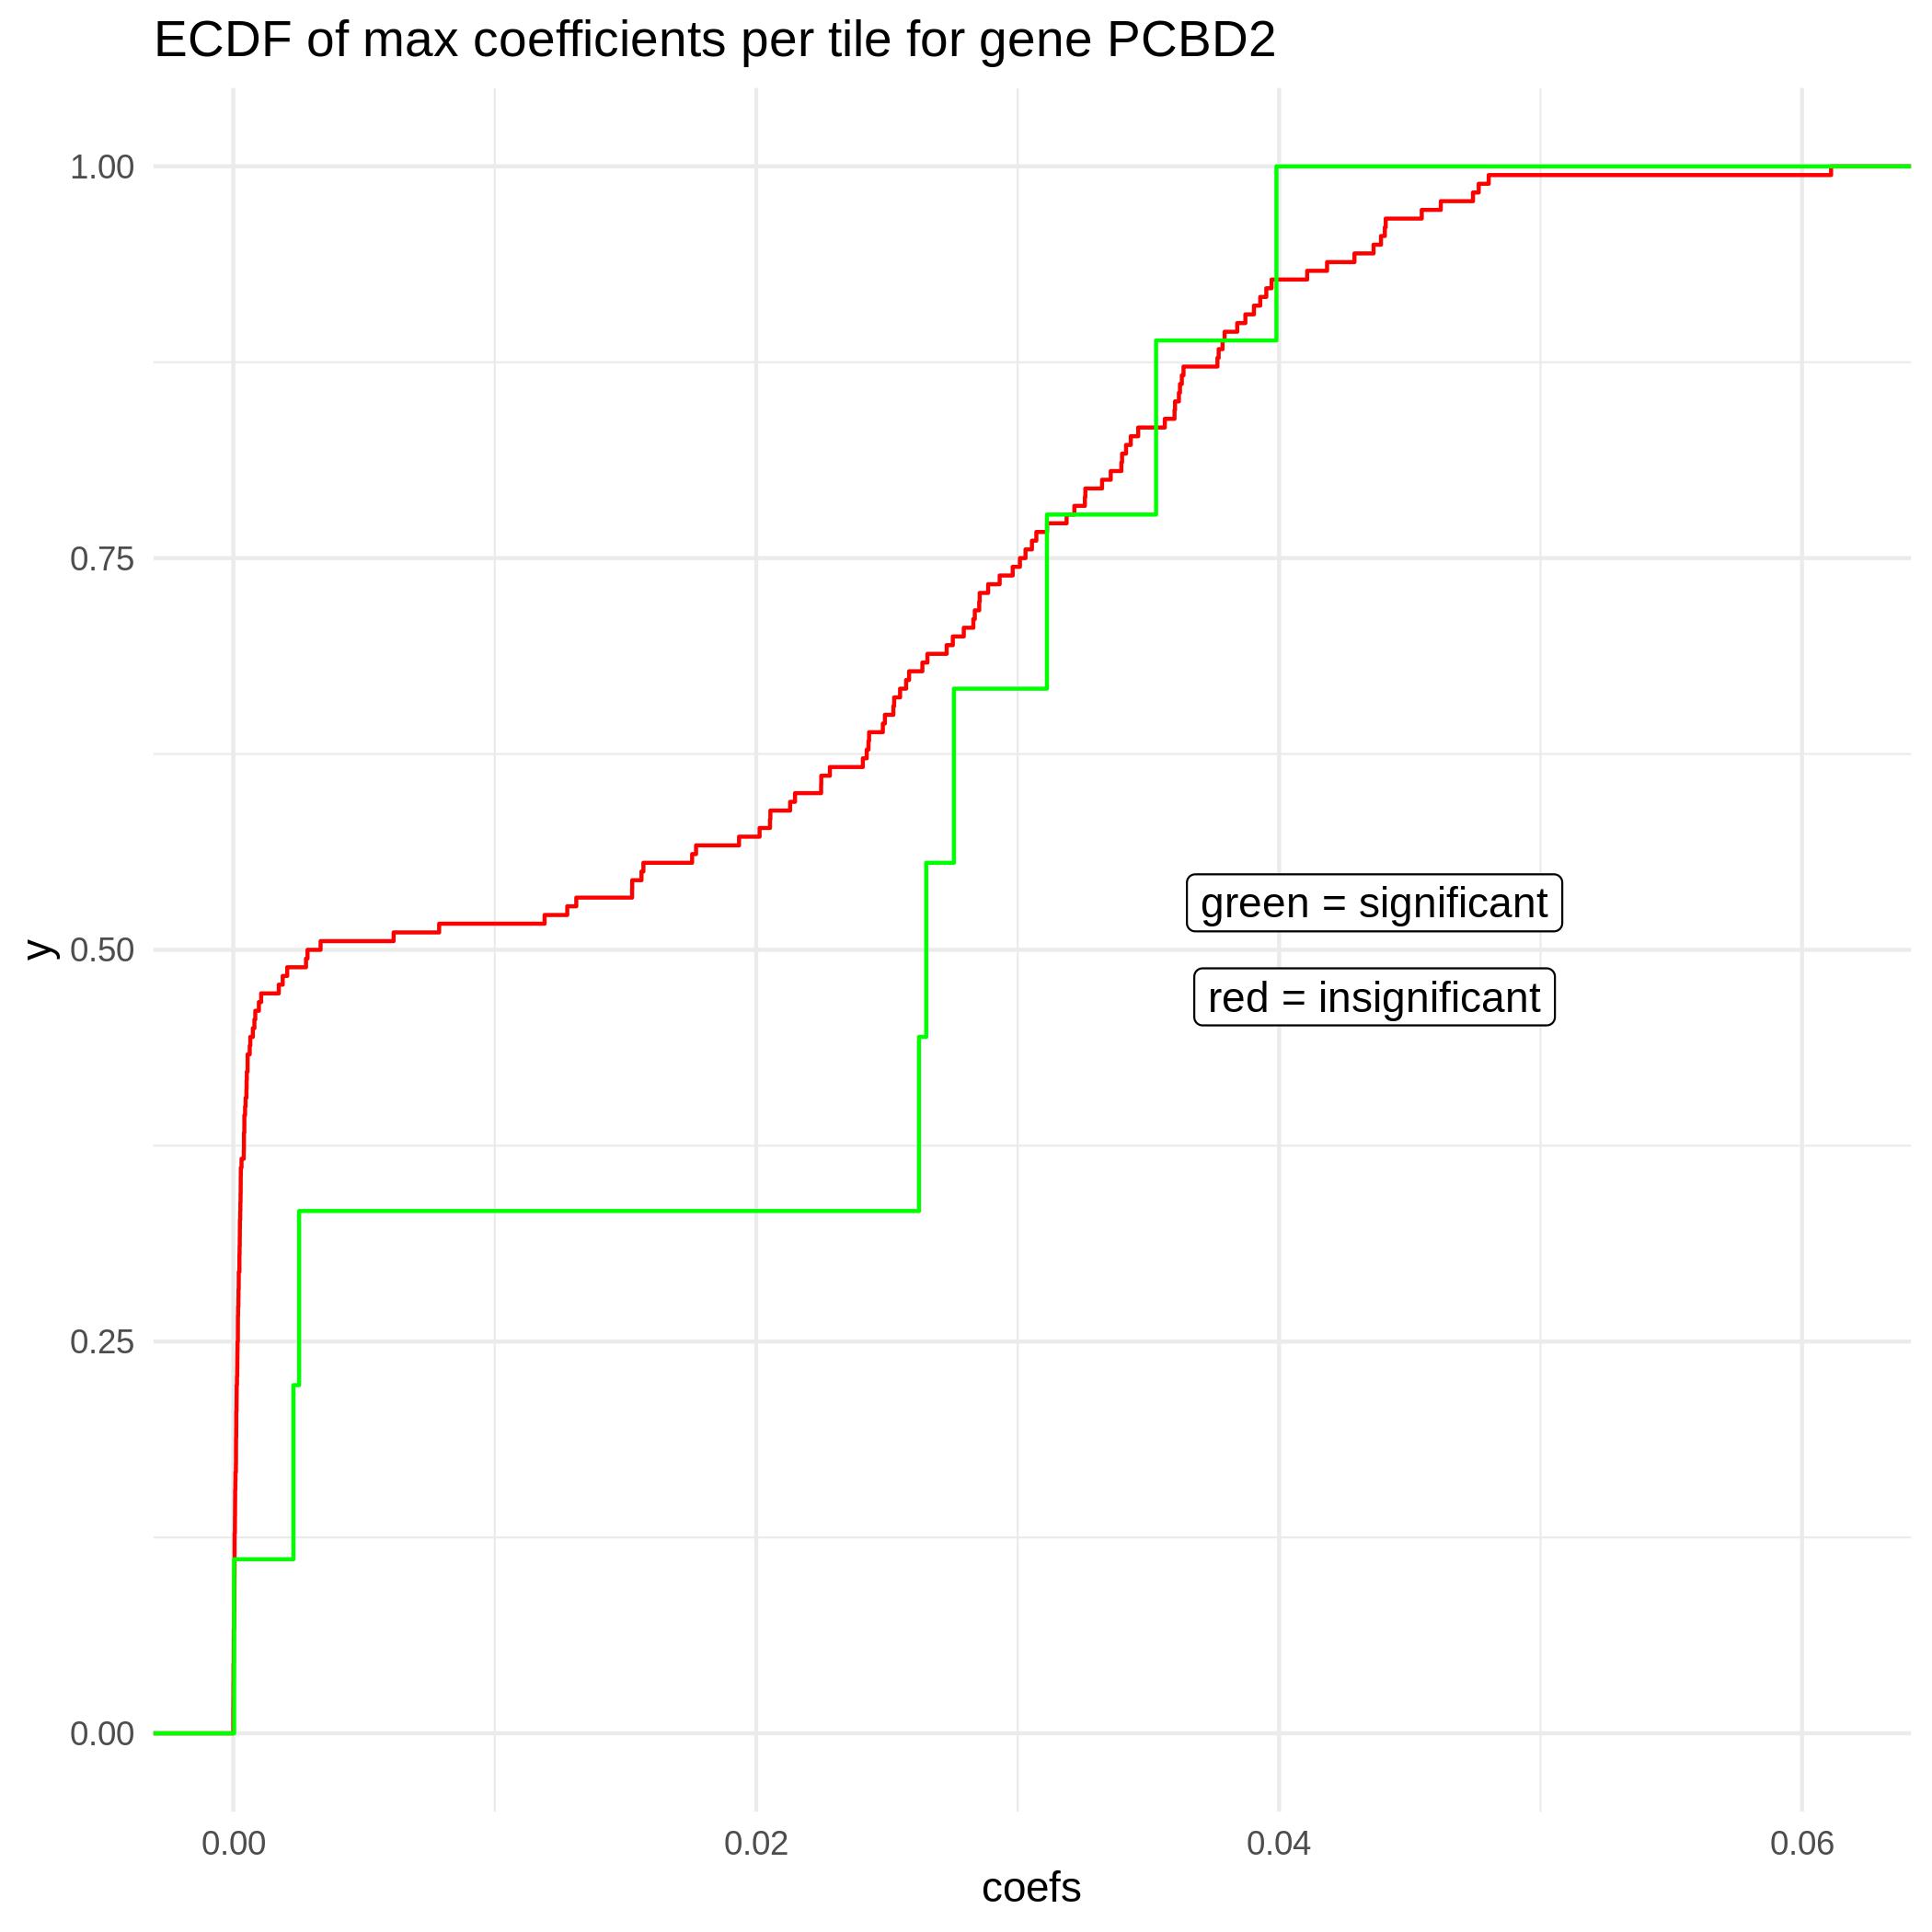 ECDF of max coefficients per tile for gene PCBD2
1.00
0.75
0.50
0.25
0.00
y
green = significant
red = insignificant
0.00 0.02 0.04 0.06
coefs